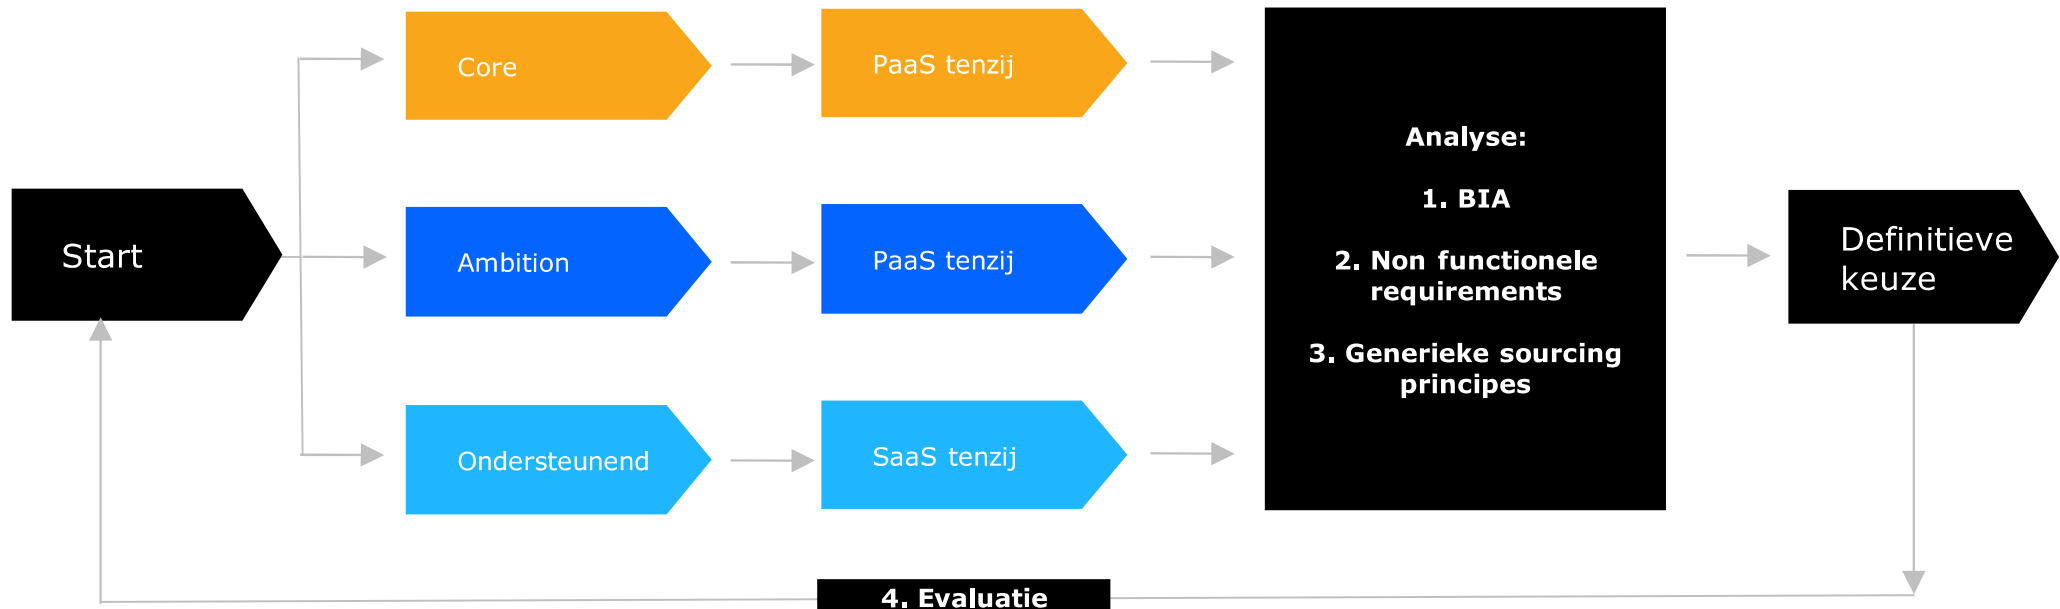 Start
Core
PaaS tenzij
Ambition
PaaS tenzij
Ondersteunend
SaaS tenzij
Analyse:
1. BIA
2. Non functionele
requirements
3. Generieke sourcing
principes
Definitieve
keuze
4. Evaluatie